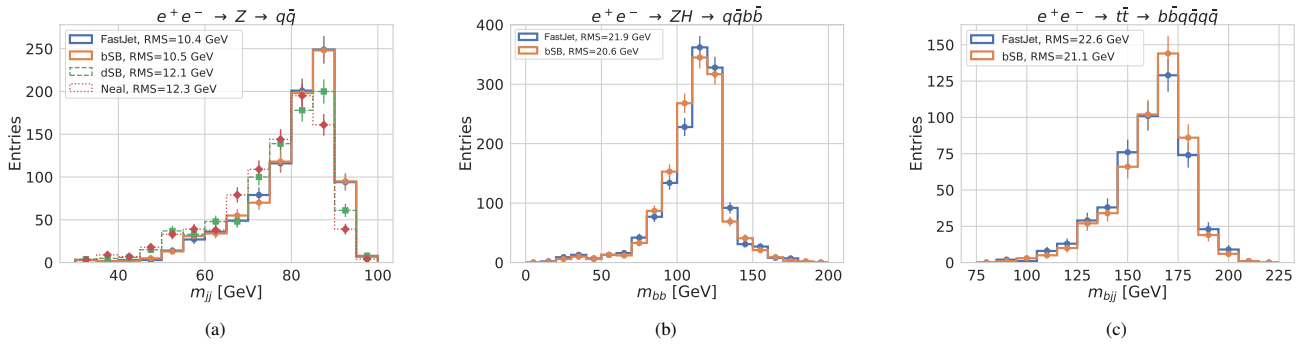 e⁺e⁻ → Z → qq̄
FastJet, RMS=10.4 GeV
bSB, RMS=10.5 GeV
dSB, RMS=12.1 GeV
Neal, RMS=12.3 GeV
Entries
250
200
150
100
50
0
40 60 80 100
m_jj [GeV]
(a)
e⁺e⁻ → ZH → qq̄bb̄
FastJet, RMS=21.9 GeV
bSB, RMS=20.6 GeV
Entries
400
300
200
100
0
0 50 100 150 200
m_bb [GeV]
(b)
e⁺e⁻ → tt̄ → bb̄qq̄qq̄
FastJet, RMS=22.6 GeV
bSB, RMS=21.1 GeV
Entries
150
125
100
75
50
25
0
75 100 125 150 175 200 225
m_bjj [GeV]
(c)